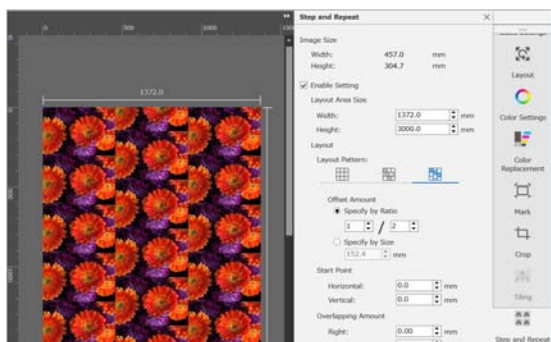 Step and Repeat
0
500
1000
1372.0
Image Size
Width: 457.0 mm
Height: 304.7 mm
Enable Setting
Layout Area Size
Width: 1372.0 mm
Height: 3000.0 mm
Layout
Layout Pattern:
Offset Amount
Specify by Ratio
1 / 2
Specify by Size
152.4 mm
Start Point
Horizontal: 0.0 mm
Vertical: 0.0 mm
Overlapping Amount
Right: 0.00 mm
Layout
Color Settings
Color
Replacement
Mark
Crop
Tiling
Step and Repeat